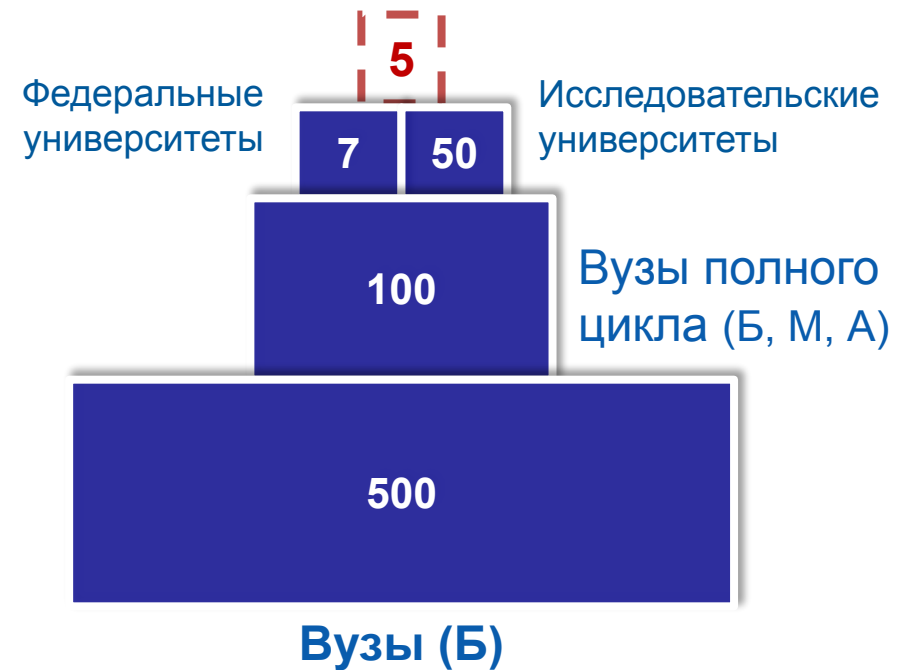 5
Федеральные
университеты
7
50
Исследовательские
университеты
100
Вузы полного
цикла (Б, М, А)
500
Вузы (Б)